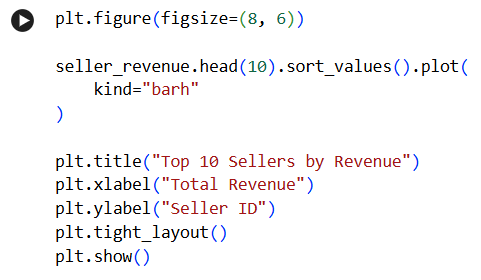 plt.figure(figsize=(8, 6))

seller_revenue.head(10).sort_values().plot(
    kind="barh"
)

plt.title("Top 10 Sellers by Revenue")
plt.xlabel("Total Revenue")
plt.ylabel("Seller ID")
plt.tight_layout()
plt.show()